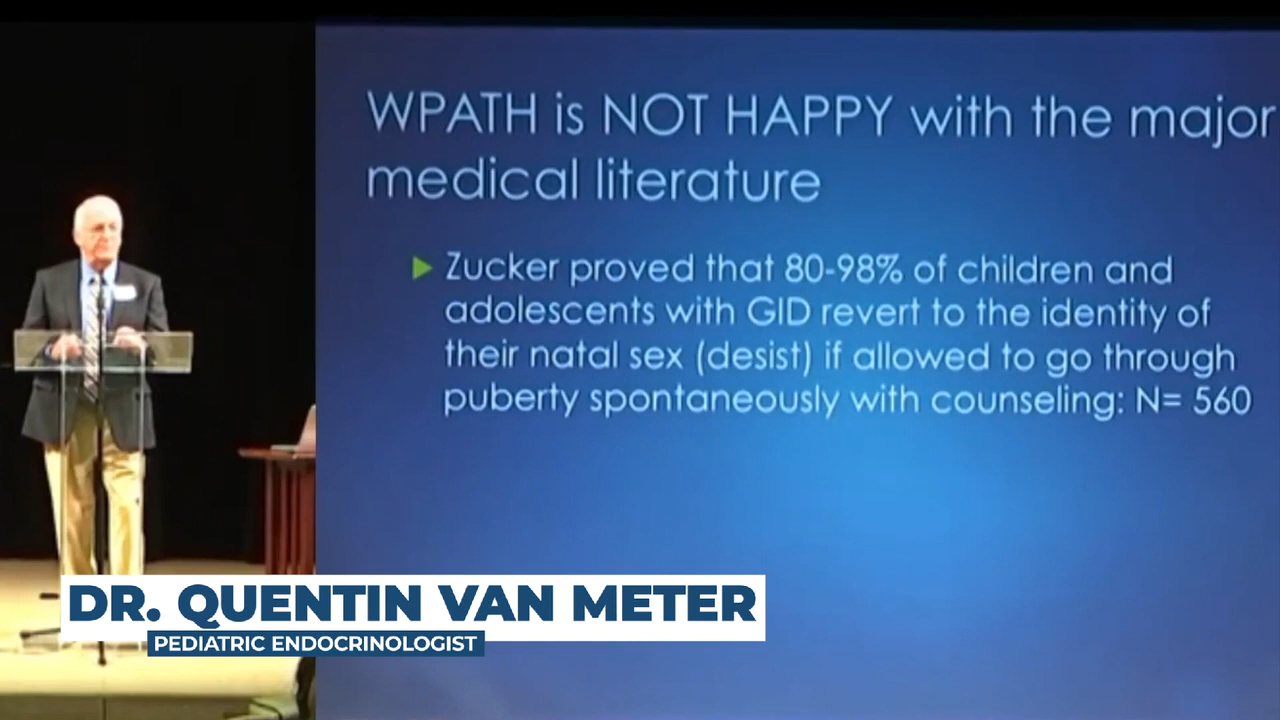 WPATH is NOT HAPPY with the major
medical literature
Zucker proved that 80-98% of children and
adolescents with GID revert to the identity of
their natal sex (desist) if allowed to go through
puberty spontaneously with counseling: N= 560
DR. QUENTIN VAN METER
PEDIATRIC ENDOCRINOLOGIST